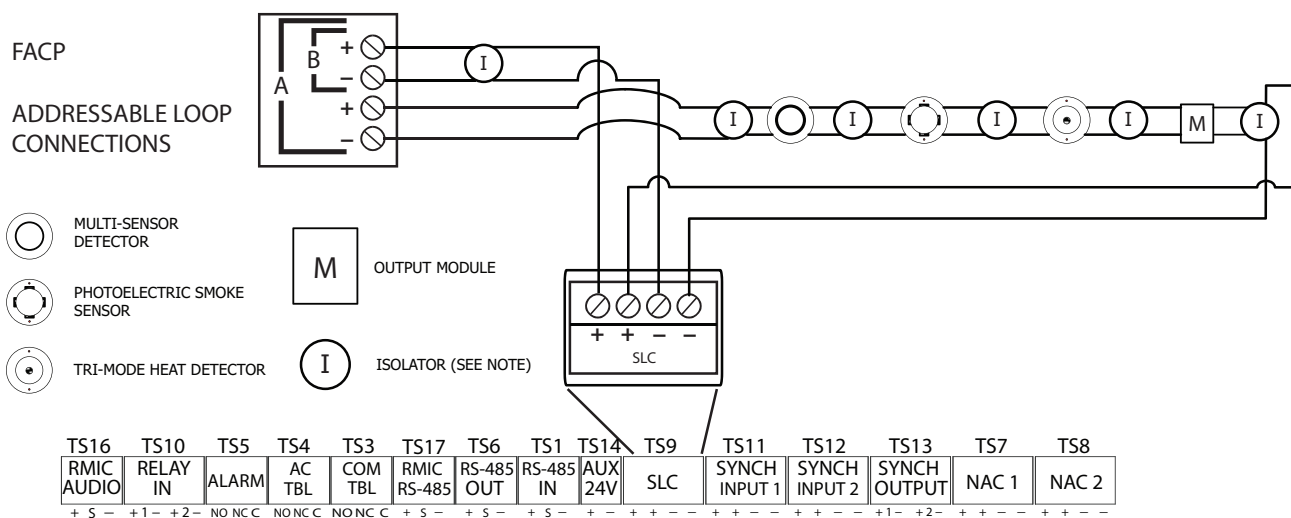 FACP
ADDRESSABLE LOOP
CONNECTIONS
A
B
+
−
+
−
I
I
I
I
I
M
I
MULTI-SENSOR
DETECTOR
PHOTOELECTRIC SMOKE
SENSOR
TRI-MODE HEAT DETECTOR
M
OUTPUT MODULE
I
ISOLATOR (SEE NOTE)
+ + − −
SLC
TS16 TS10 TS5 TS4 TS3 TS17 TS6 TS1 TS14 TS9 TS11 TS12 TS13 TS7 TS8
RMIC AUDIO
RELAY IN
ALARM
AC TBL
COM TBL
RMIC RS-485
RS-485 OUT
RS-485 IN
AUX 24V
SLC
SYNCH INPUT 1
SYNCH INPUT 2
SYNCH OUTPUT
NAC 1
NAC 2
+ S − +1− +2− NO NC C NO NC C NO NC C + S − + S − + S − + − + + − − + + − − + + − − +1− +2− + + − − + + − −